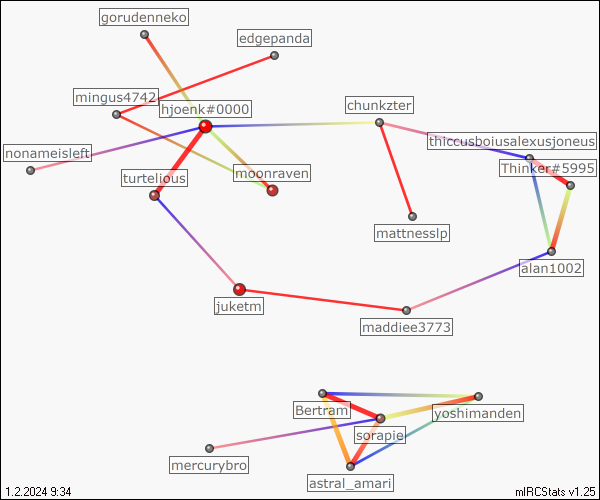 gorudenneko
edgepanda
mingus4742
hjoenk#0000
chunkzter
thicusboiusalexusjoneus
nonameisleft
Thinker#5995
turtelious
moonraven
mattnesslp
alan1002
juketm
maddiee3773
Bertram
yoshimanden
sorapie
mercurybro
astral_amari
1.2.2024 9:34
mIRCStats v1.25